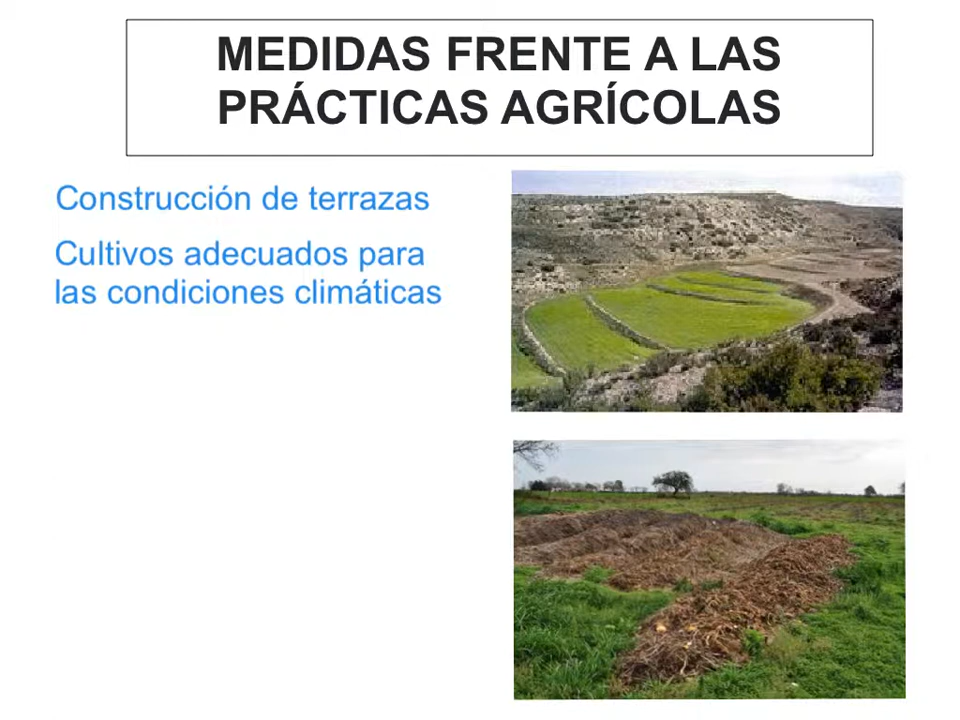 MEDIDAS FRENTE A LAS
PRÁCTICAS AGRÍCOLAS
Construcción de terrazas
Cultivos adecuados para
las condiciones climáticas